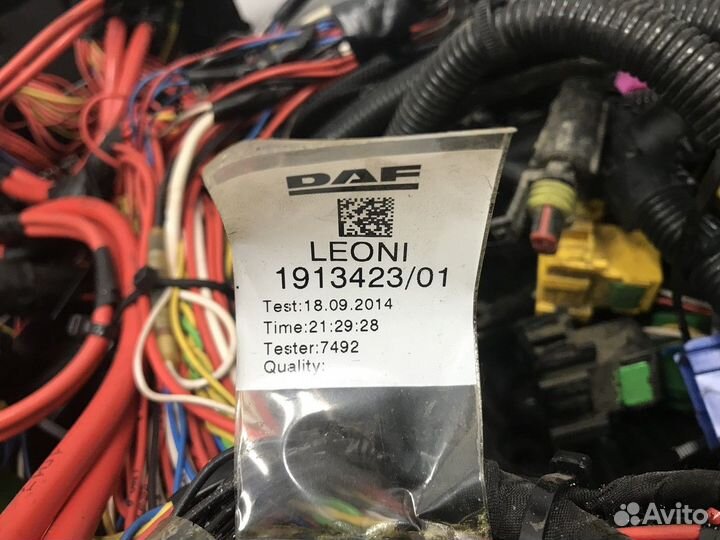 DAF
LEONI
1913423/01
Test:18.09.2014
Time:21:29:28
Tester:7492
Quality:
Avito